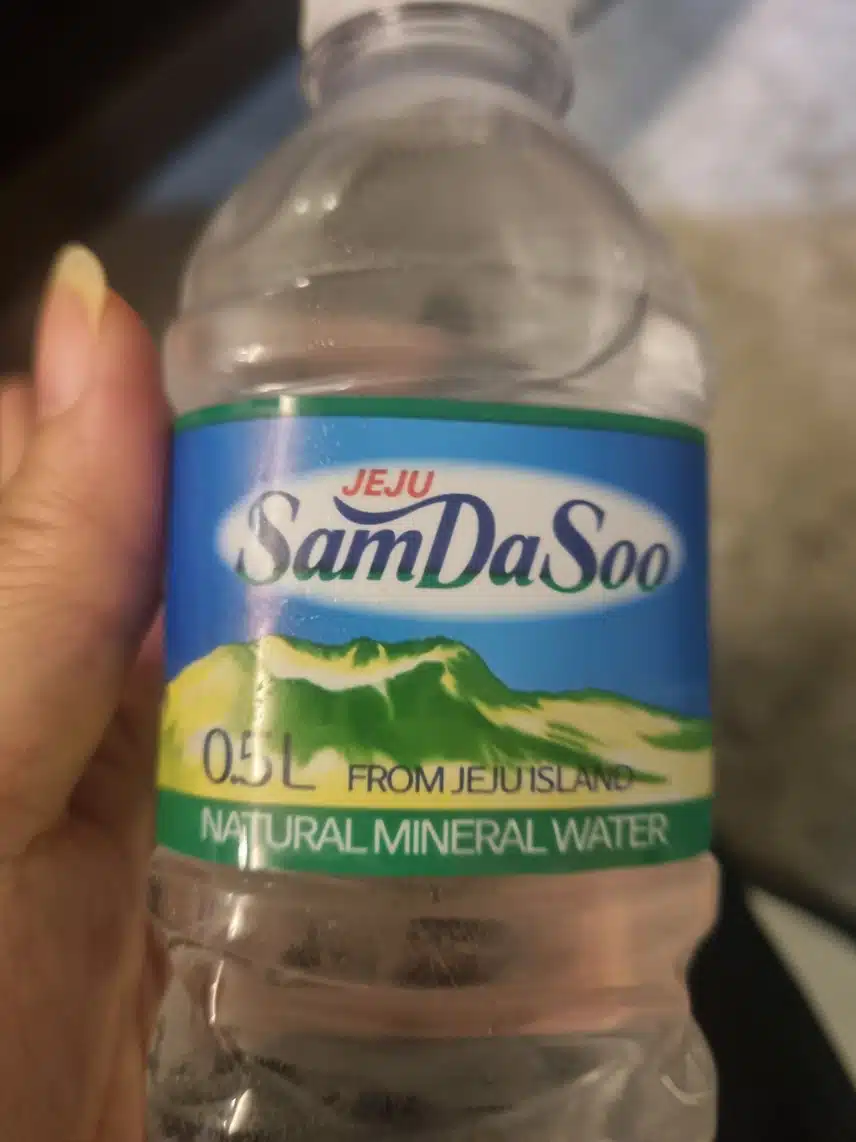 JEJU
SamDaSoo
0.5L FROM JEJU ISLAND
NATURAL MINERAL WATER